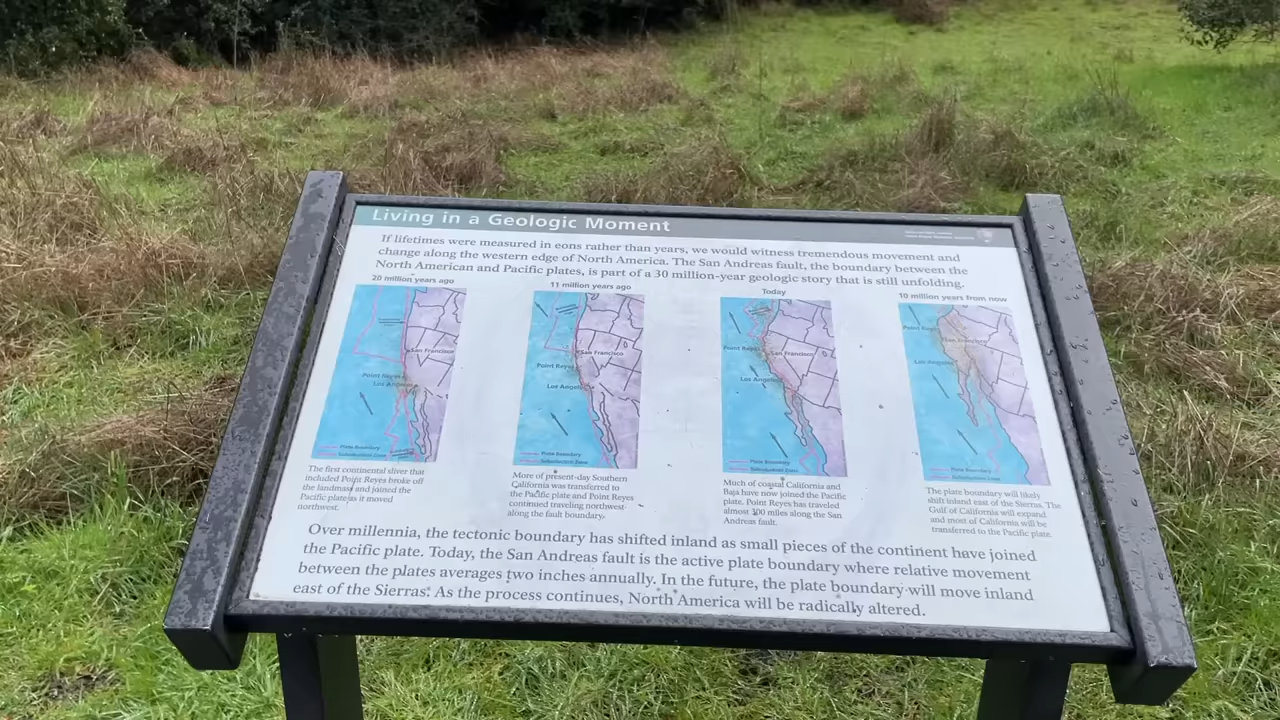 Living in a Geologic Moment
If lifetimes were measured in eons rather than years, we would witness tremendous movement and
change along the western edge of North America. The San Andreas fault, the boundary between the
North American and Pacific plates, is part of a 30 million-year geologic story that is still unfolding.
20 million years ago
San Francisco
Point Reyes
Los Angeles
Plate Boundary
Subduction Zone
The first continental sliver that
included Point Reyes broke off
the landmass and joined the
Pacific plate as it moved
northwest.
11 million years ago
San Francisco
Point Reyes
Los Angeles
Plate Boundary
Subduction Zone
More of present-day Southern
California was transferred to
the Pacific plate and Point Reyes
continued traveling northwest
along the fault boundary.
Today
Point Reyes
San Francisco
Los Angeles
Plate Boundary
Subduction Zone
Much of coastal California and
Baja have now joined the Pacific
plate. Point Reyes has traveled
almost 300 miles along the San
Andreas fault.
10 million years from now
Point Reyes
San Francisco
Los Angeles
Plate Boundary
Subduction Zone
The plate boundary will likely
shift inland east of the Sierras. The
Gulf of California will expand,
and most of California will be
transferred to the Pacific plate.
Over millennia, the tectonic boundary has shifted inland as small pieces of the continent have joined
the Pacific plate. Today, the San Andreas fault is the active plate boundary where relative movement
between the plates averages two inches annually. In the future, the plate boundary will move inland
east of the Sierras. As the process continues, North America will be radically altered.